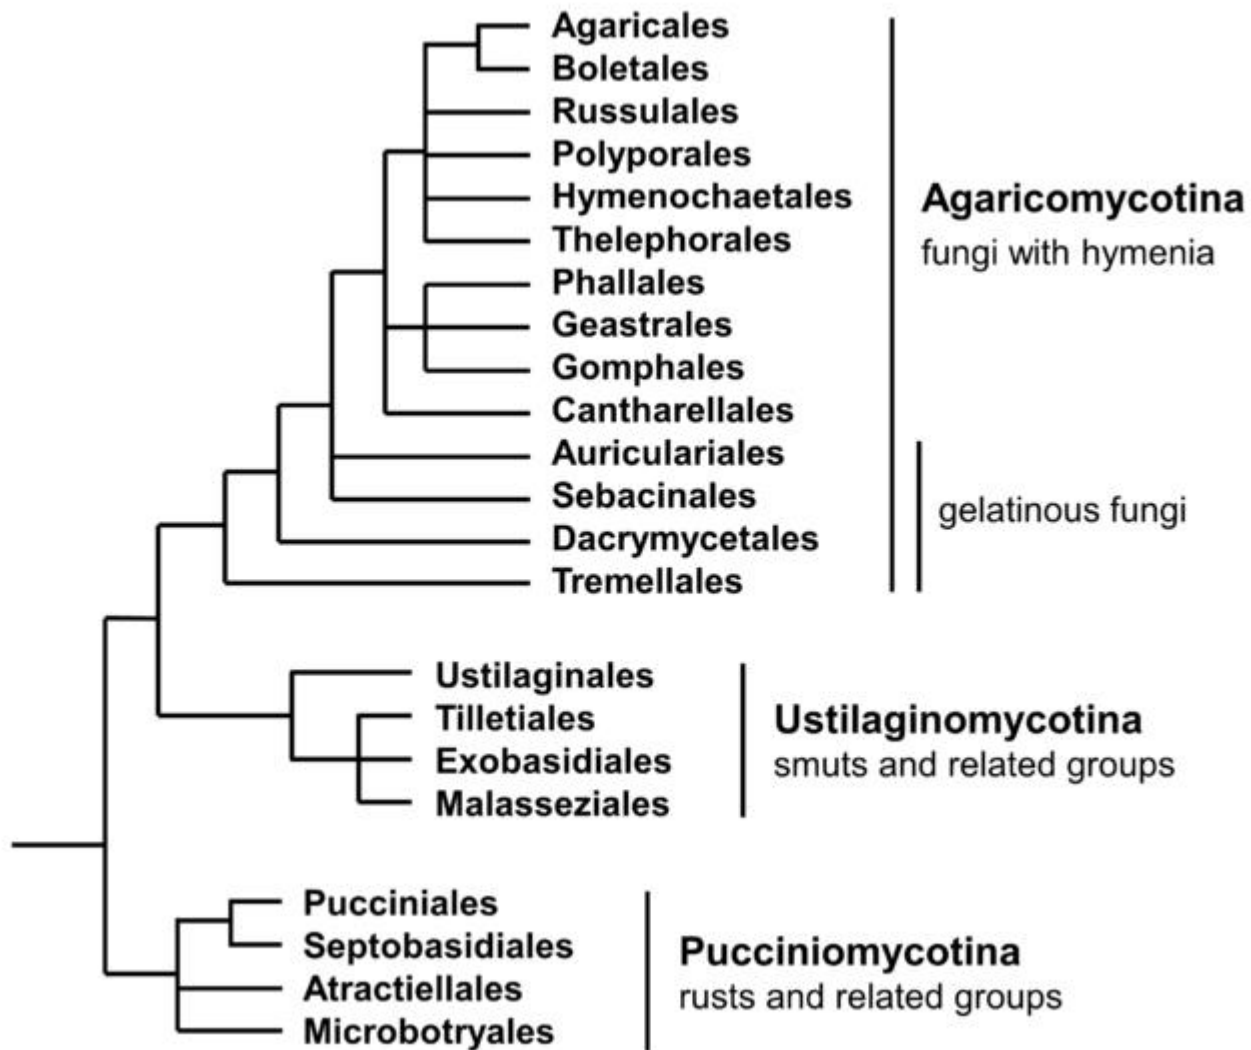 Agaricales
Boletales
Russulales
Polyporales
Hymenochaetales
Thelephorales
Phallales
Geastrales
Gomphales
Cantharellales
Auriculariales
Sebacinales
Dacrymycetales
Tremellales
Agaricomycotina
fungi with hymenia
gelatinous fungi
Ustilaginales
Tilletiales
Exobasidiales
Malasseziales
Ustilaginomycotina
smuts and related groups
Pucciniales
Septobasidiales
Atractiellales
Microbotryales
Pucciniomycotina
rusts and related groups